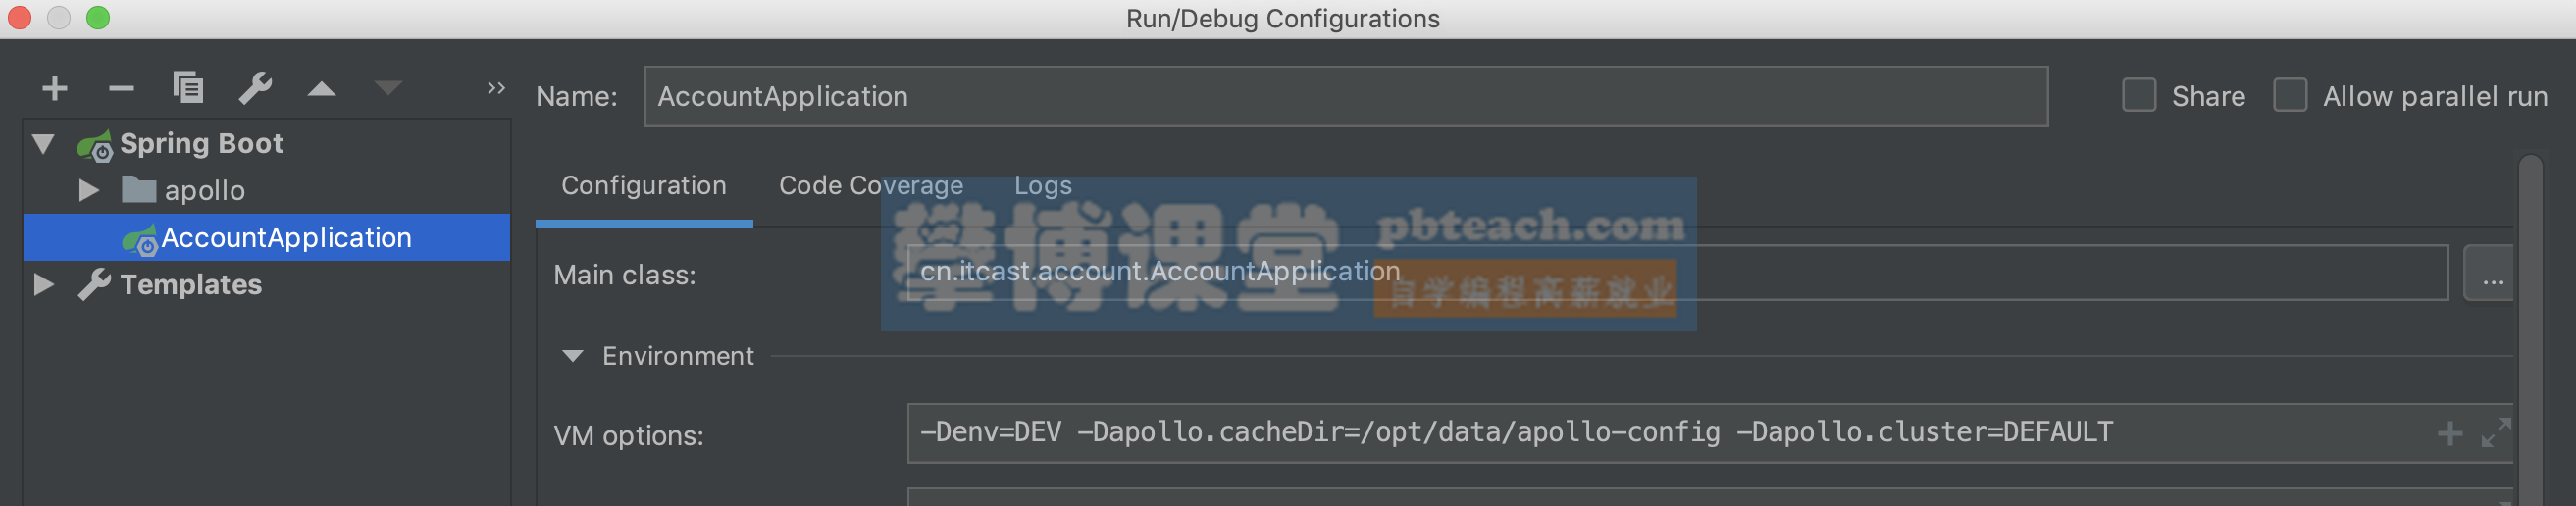 Run/Debug Configurations
»
Name: AccountApplication
Share
Allow parallel run
Spring Boot
apollo
AccountApplication
Templates
Configuration Code Coverage Logs
攀博课堂
pbteach.com
自学编程高薪就业
Main class: cn.itcast.account.AccountApplication
...
Environment
VM options: -Denv=DEV -Dapollo.cacheDir=/opt/data/apollo-config -Dapollo.cluster=DEFAULT